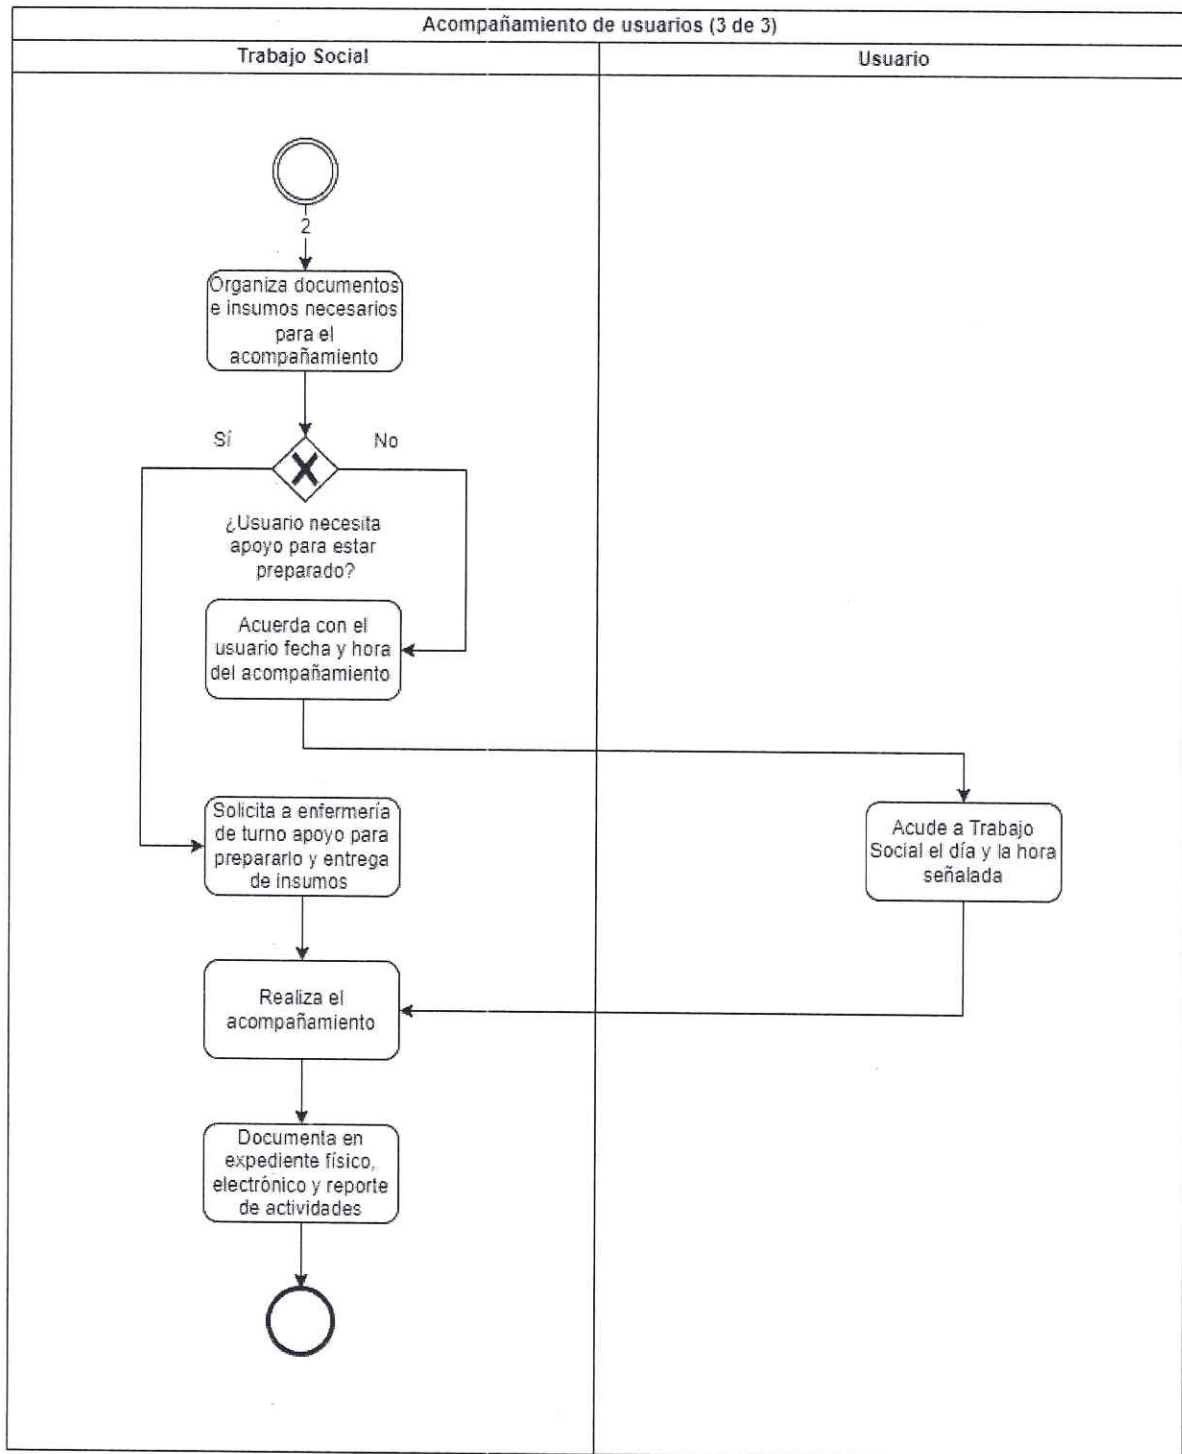 Acompañamiento de usuarios (3 de 3)
Trabajo Social
Usuario
2
Organiza documentos
e insumos necesarios
para el
acompañamiento
Sí
No
¿Usuario necesita
apoyo para estar
preparado?
Acuerda con el
usuario fecha y hora
del acompañamiento
Solicita a enfermería
de turno apoyo para
prepararlo y entrega
de insumos
Acude a Trabajo
Social el día y la hora
señalada
Realiza el
acompañamiento
Documenta en
expediente físico,
electrónico y reporte
de actividades